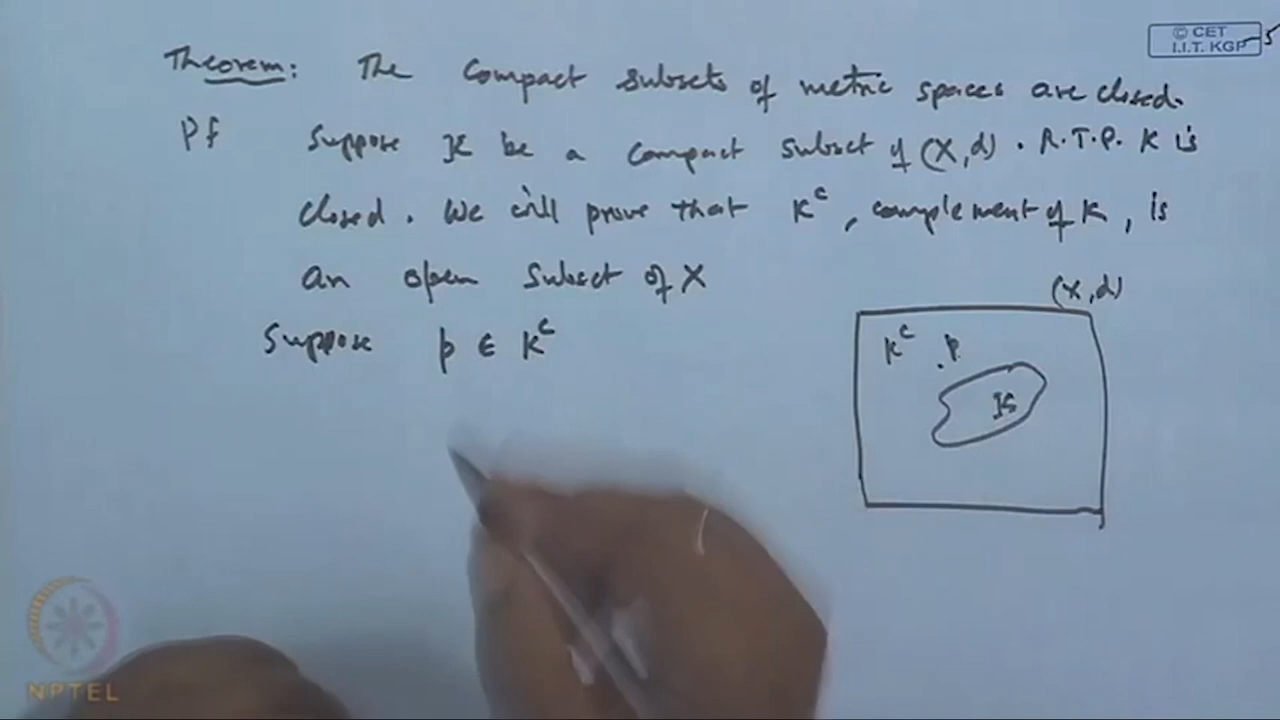 © CET
I.I.T. KGP
5
Theorem: The Compact subsets of metric spaces are closed.
Pf Suppose K be a Compact subset of (X,d). R.T.P. K is
closed. We will prove that K^c, complement of K, is
an open subset of X
(X,d)
Suppose p ∈ K^c
K^c p
K
NPTEL